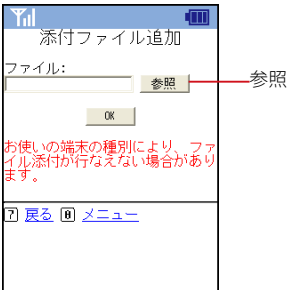 添付ファイル追加
ファイル:
参照
参照
OK
お使いの端末の種別により、ファ
イル添付が行なえない場合があり
ます。
7 戻る 8 メニュー